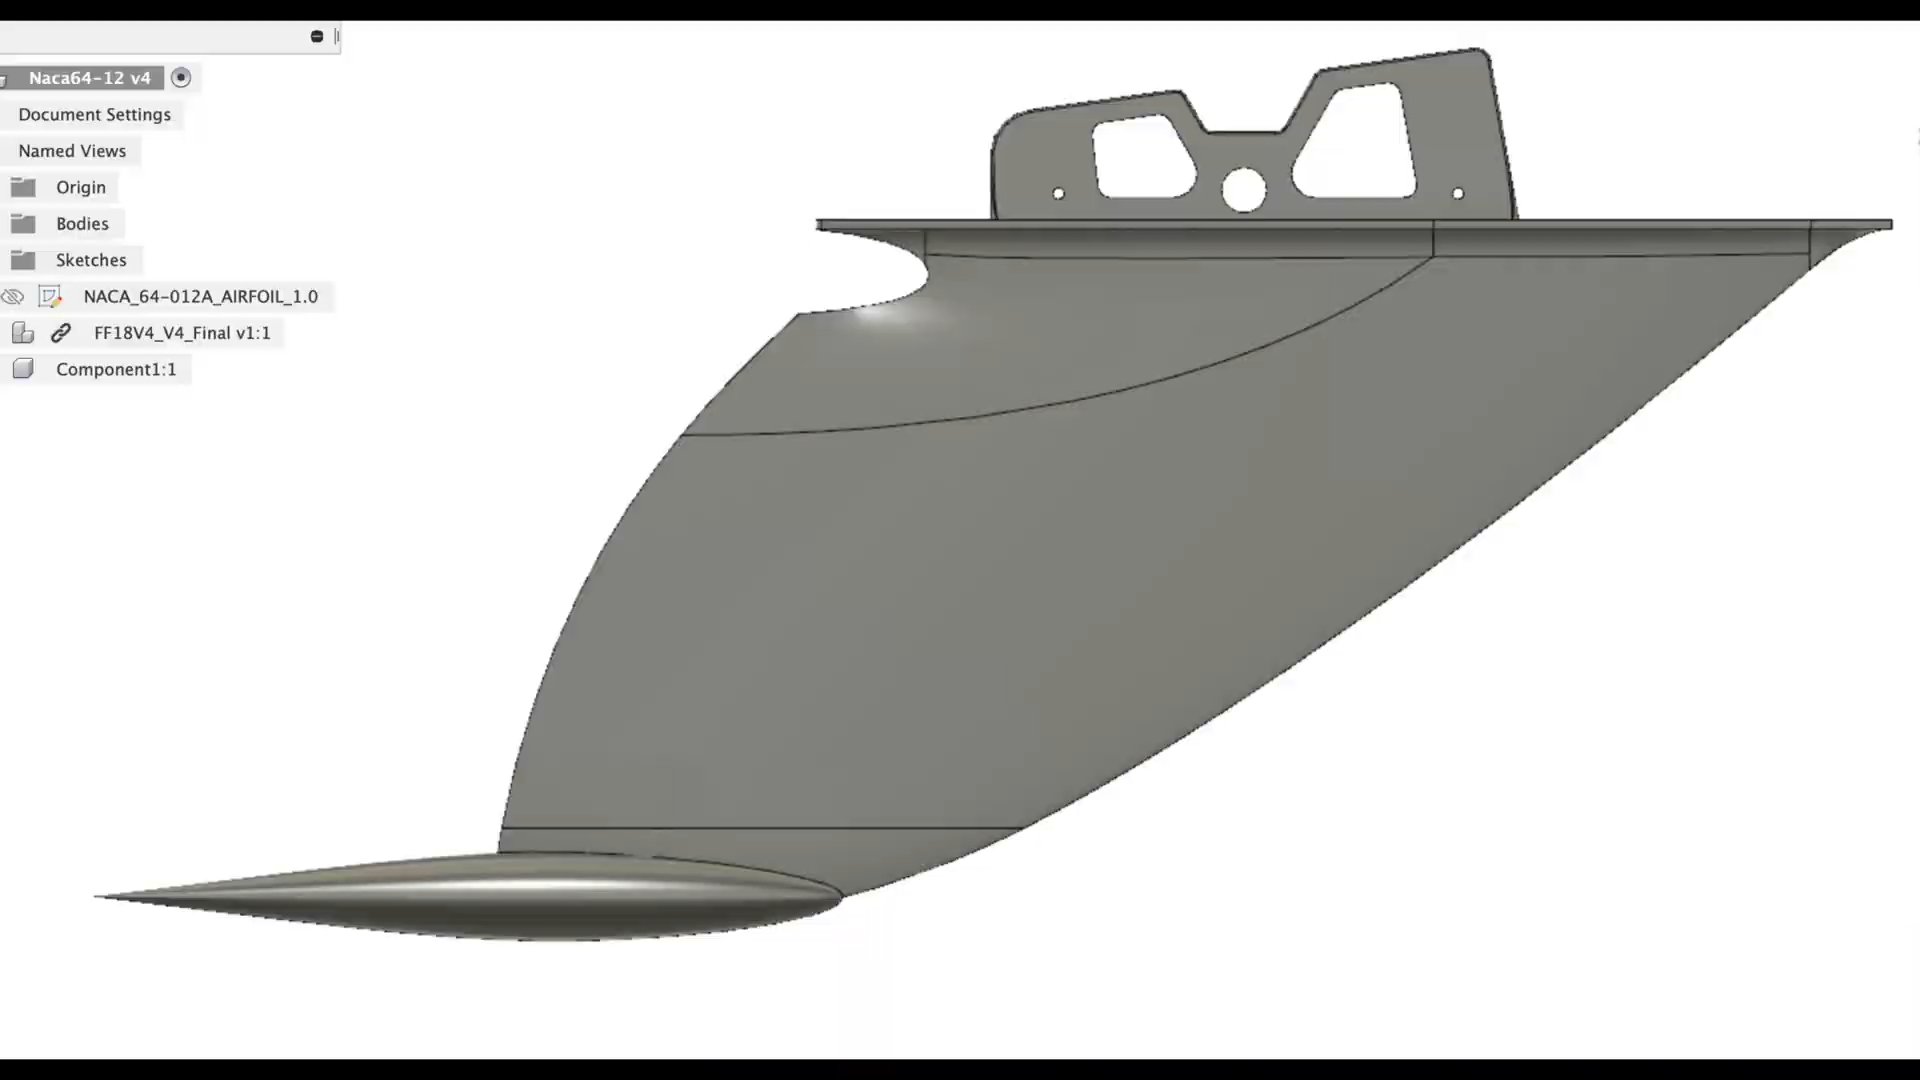 Naca64-12 v4
Document Settings
Named Views
Origin
Bodies
Sketches
NACA_64-012A_AIRFOIL_1.0
FF18V4_V4_Final v1:1
Component1:1